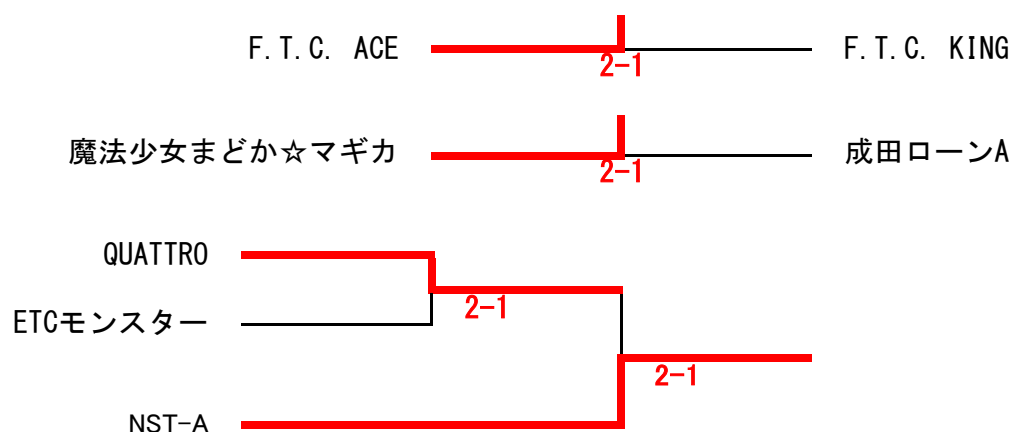 F.T.C. ACE 2-1 F.T.C. KING
魔法少女まどか☆マギカ 2-1 成田ローンA
QUATTRO
2-1
ETCモンスター
2-1
NST-A